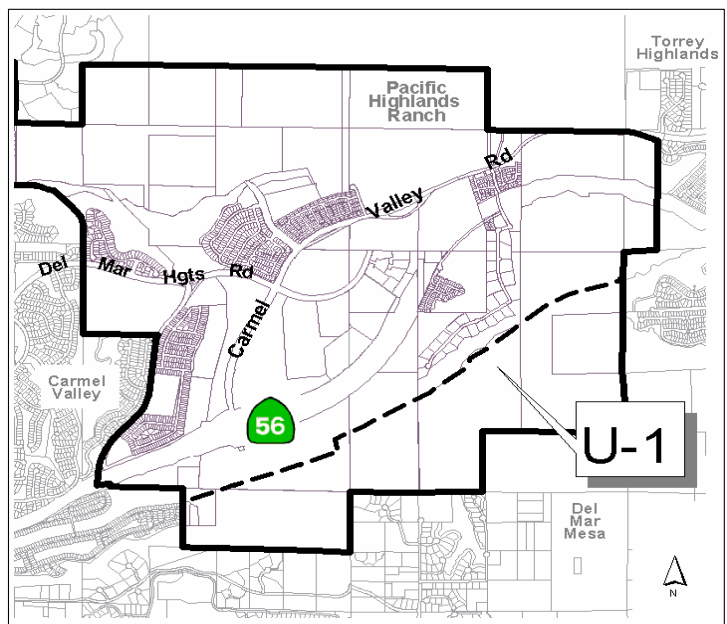 Torrey
Highlands
Pacific
Highlands
Ranch
Carmel Valley Rd
Del Mar Hgts Rd
Carmel
Valley
56
U-1
Del
Mar
Mesa
N